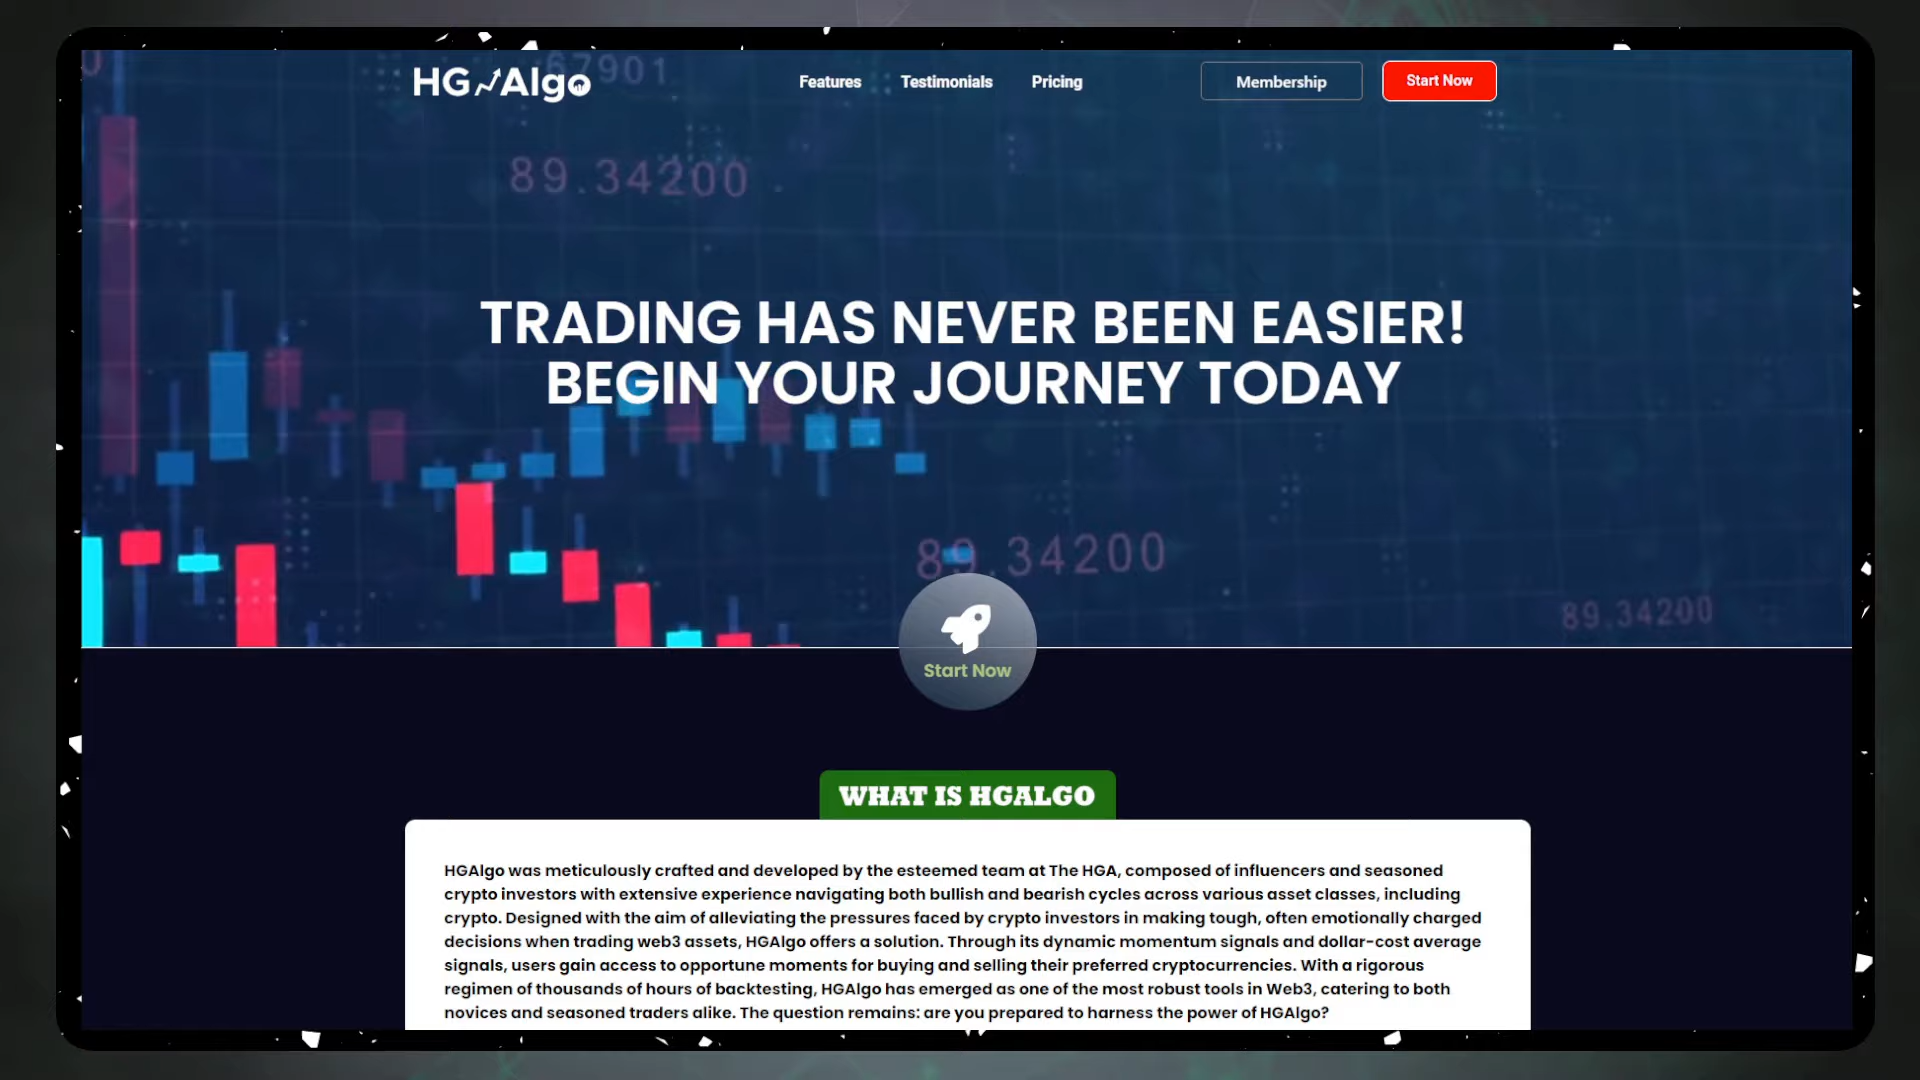 67901
HG Algo
Features
Testimonials
Pricing
Membership
Start Now
89.34200
TRADING HAS NEVER BEEN EASIER!
BEGIN YOUR JOURNEY TODAY
89.34200
89.34200
Start Now
WHAT IS HGALGO
HGAlgo was meticulously crafted and developed by the esteemed team at The HGA, composed of influencers and seasoned
crypto investors with extensive experience navigating both bullish and bearish cycles across various asset classes, including
crypto. Designed with the aim of alleviating the pressures faced by crypto investors in making tough, often emotionally charged
decisions when trading web3 assets, HGAlgo offers a solution. Through its dynamic momentum signals and dollar-cost average
signals, users gain access to opportune moments for buying and selling their preferred cryptocurrencies. With a rigorous
regimen of thousands of hours of backtesting, HGAlgo has emerged as one of the most robust tools in Web3, catering to both
novices and seasoned traders alike. The question remains: are you prepared to harness the power of HGAlgo?